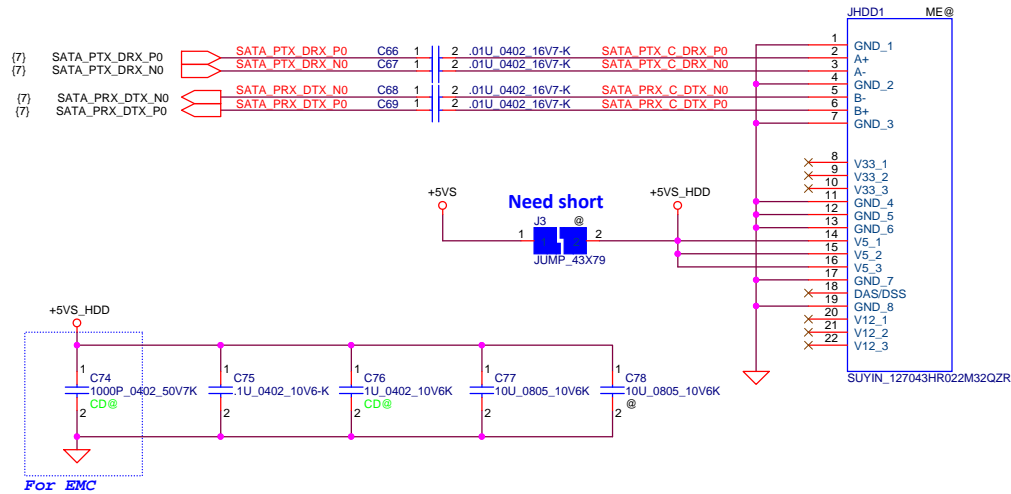 JHDD1 ME@
{7} SATA_PTX_DRX_P0 SATA_PTX_DRX_P0 C66 1 2 .01U_0402_16V7-K SATA_PTX_C_DRX_P0
{7} SATA_PTX_DRX_N0 SATA_PTX_DRX_N0 C67 1 2 .01U_0402_16V7-K SATA_PTX_C_DRX_N0
{7} SATA_PRX_DTX_N0 SATA_PRX_DTX_N0 C68 1 2 .01U_0402_16V7-K SATA_PRX_C_DTX_N0
{7} SATA_PRX_DTX_P0 SATA_PRX_DTX_P0 C69 1 2 .01U_0402_16V7-K SATA_PRX_C_DTX_P0
1 GND_1
2 A+
3 A-
4 GND_2
5 B-
6 B+
7 GND_3
8 V33_1
9 V33_2
10 V33_3
11 GND_4
12 GND_5
13 GND_6
14 V5_1
15 V5_2
16 V5_3
17 GND_7
18 DAS/DSS
19 GND_8
20 V12_1
21 V12_2
22 V12_3
SUYIN_127043HR022M32QZR
+5VS
Need short
+5VS_HDD
J3 @
1 1 2 2
JUMP_43X79
+5VS_HDD
1 C74 2
1000P_0402_50V7K
CD@
1 C75 2
.1U_0402_10V6-K
1 C76 2
1U_0402_10V6K
CD@
1 C77 2
10U_0805_10V6K
1 C78 2
10U_0805_10V6K
@
For EMC